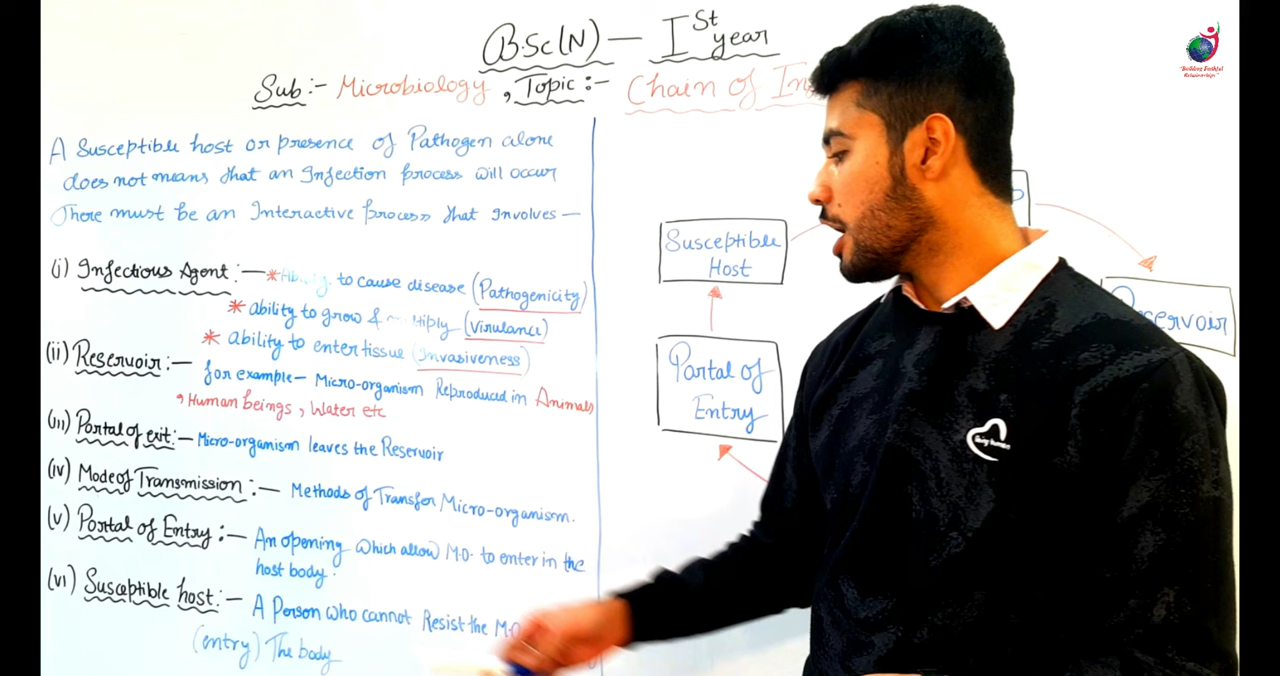 B.Sc(N) — Ist year
Sub:- Microbiology, Topic:- Chain of
A Susceptible host or presence of Pathogen alone
does not means that an Infection process will occur
There must be an Interactive process that involves —
(i) Infectious Agent:— * Ability to cause disease (Pathogenicity)
* ability to grow & multiply (Virulance)
* ability to enter tissue (Invasiveness)
(ii) Reservoir:— for example— Micro-organism Reproduced in Animals
, Human beings, Water etc
(iii) Portal of exit:— Micro-organism leaves the Reservoir
(iv) Mode of Transmission:— Methods of Transfer Micro-organism.
(v) Portal of Entry:— An opening which allow M.O. to enter in the
host body.
(vi) Susceptible host:— A Person who cannot Resist the M.O
(entry) The body
Susceptible
Host
Portal of
Entry
"Building Faithful
Relationship"